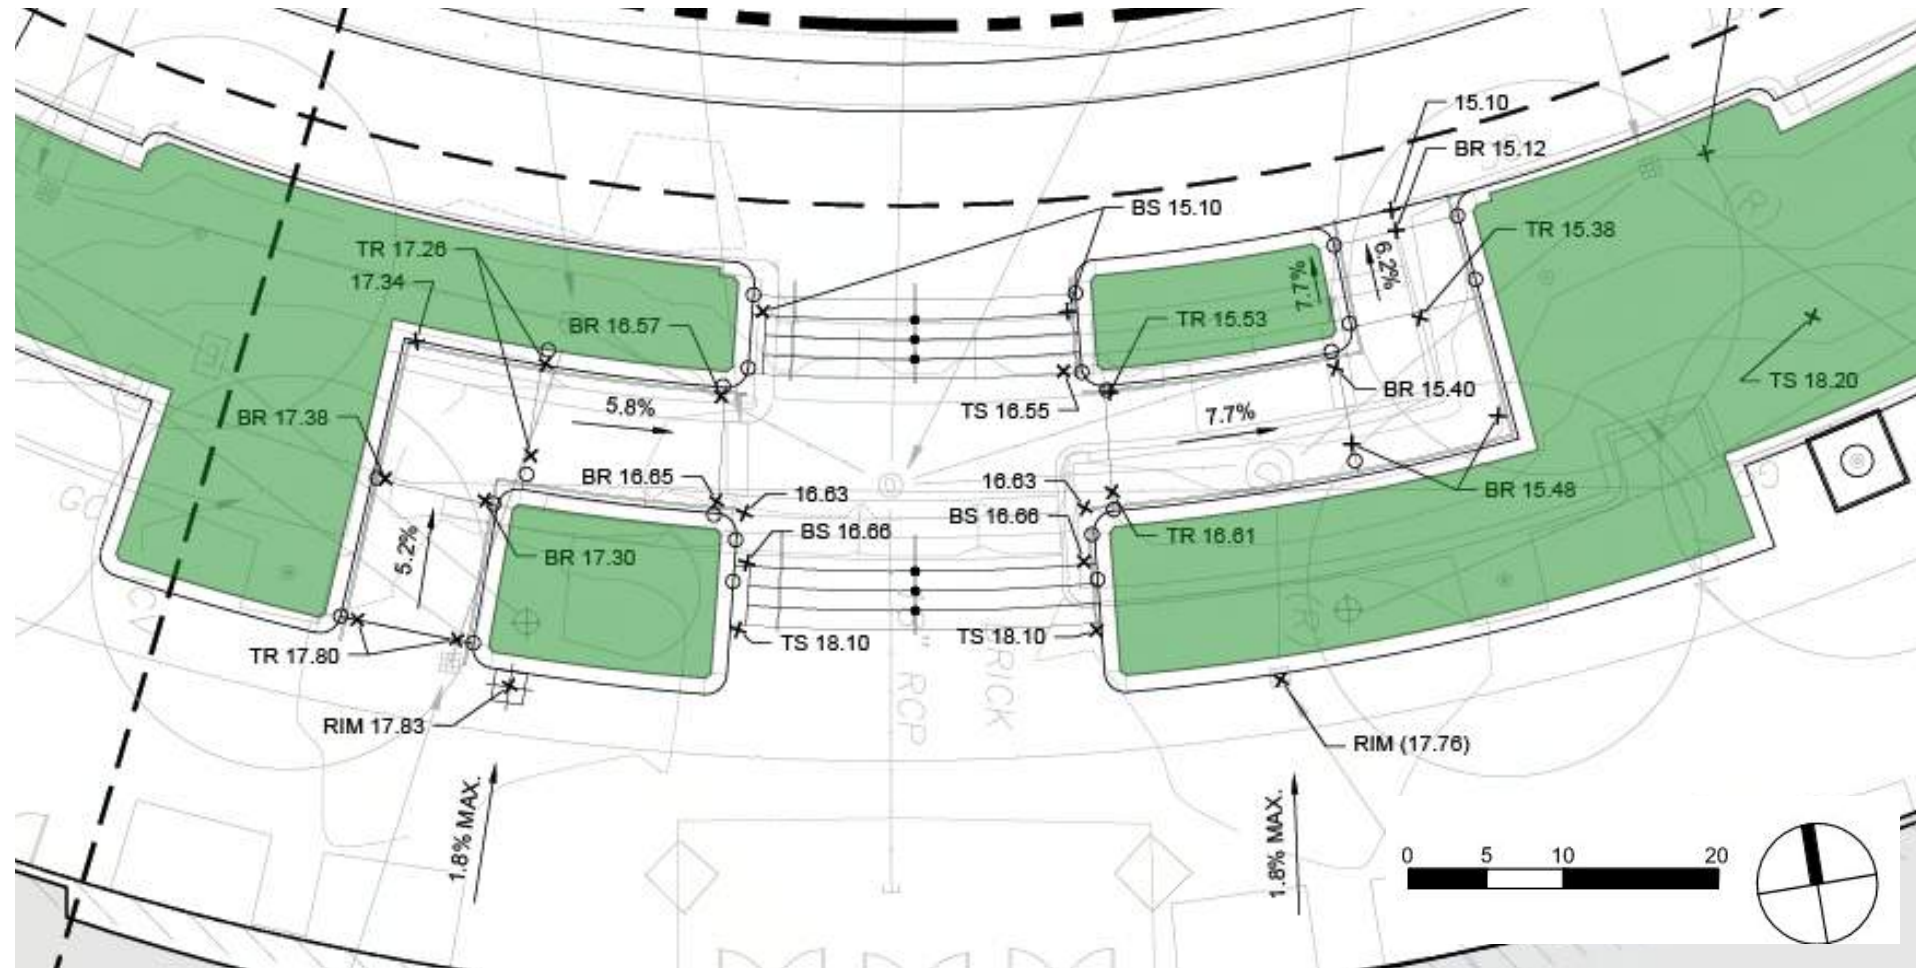 15.10
BR 15.12
BS 15.10
TR 17.26
TR 15.38
6.2%
7.7%
17.34
BR 16.57
TR 15.53
TS 18.20
BR 15.40
5.8%
TS 16.55
7.7%
BR 17.38
BR 16.65
16.63
16.63
BR 15.48
BS 16.66
BS 16.66
TR 16.61
5.2%
BR 17.30
TS 18.10
TS 18.10
TR 17.80
(R)
(R)
RICK
RCP
RIM 17.83
RIM (17.76)
1.8% MAX.
1.8% MAX.
0 5 10 20